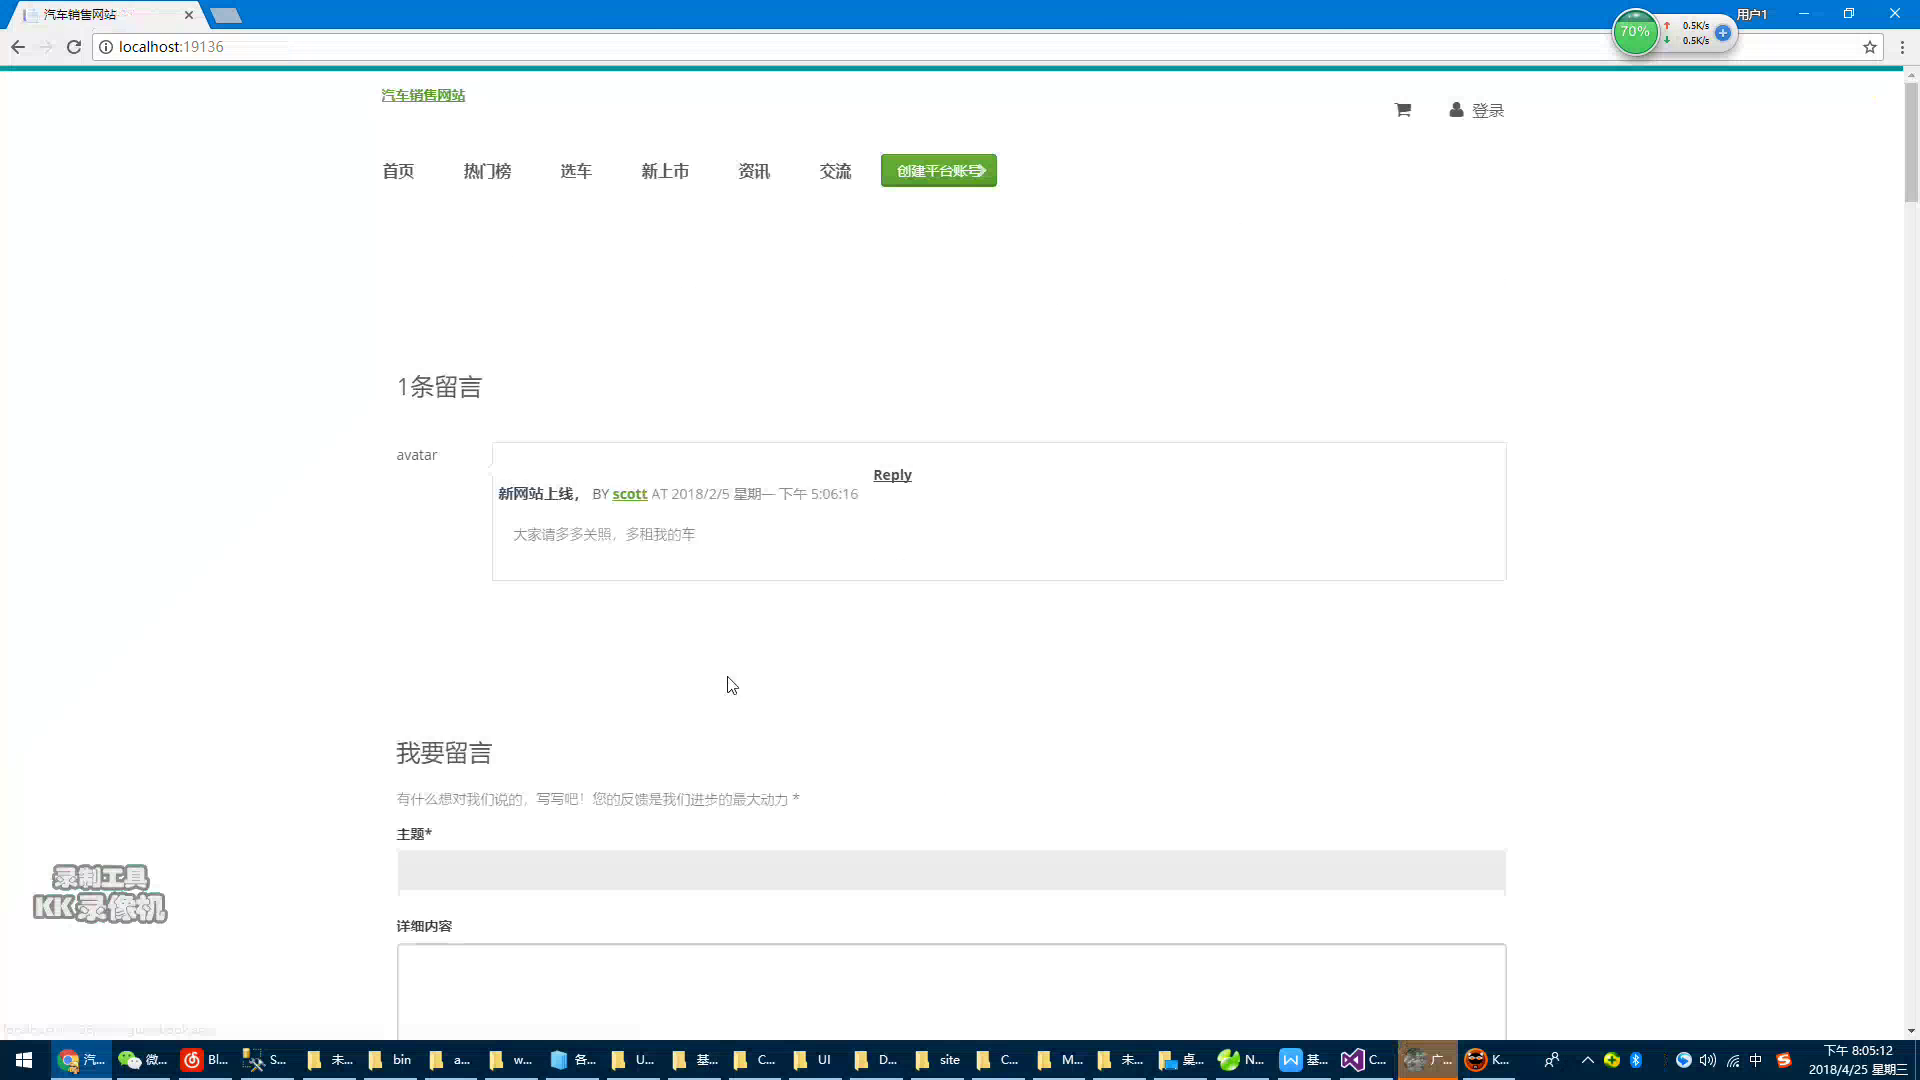 汽车销售网站
用户1
70%
0.5K/s
0.5K/s
localhost:19136
汽车销售网站
登录
首页
热门榜
选车
新上市
资讯
交流
创建平台账号
1条留言
avatar
Reply
新网站上线， BY scott AT 2018/2/5 星期一 下午 5:06:16
大家请多多关照，多租我的车
我要留言
有什么想对我们说的，写写吧！您的反馈是我们进步的最大动力 *
主题*
详细内容
录制工具
KK录像机
汽... 微... Bl... S... 未... bin a... w... 各... U... 基... C... UI D... site C... M... 未... 桌... N... 基... C... 广... K... 中
下午 8:05:12
2018/4/25 星期三